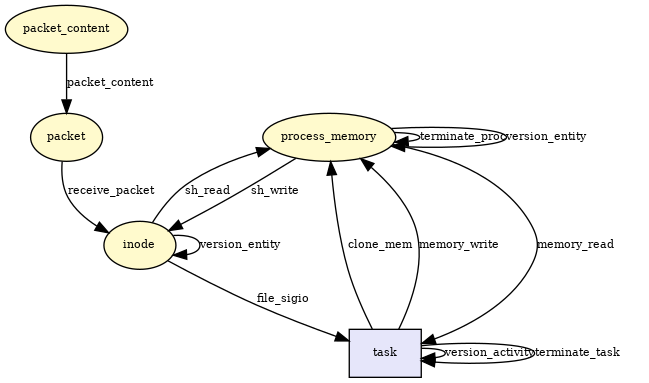 packet_content
packet_content
packet
process_memory
terminate_proc
version_entity
receive_packet
sh_read
sh_write
inode
version_entity
clone_mem
memory_write
memory_read
file_sigio
task
version_activity
terminate_task